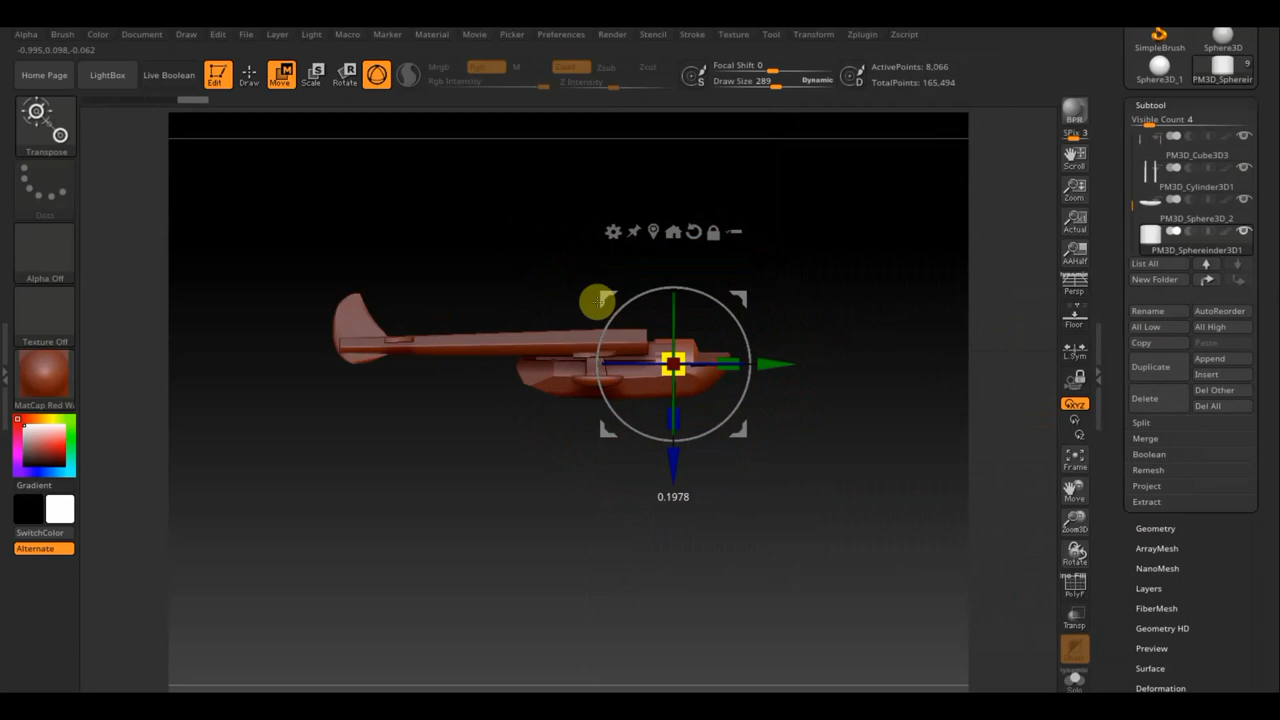 Alpha Brush Color Document Draw Edit File Layer Light Macro Marker Material Movie Picker Preferences Render Stencil Stroke Texture Tool Transform Zplugin Zscript
-0.995,0.098,-0.062
Home Page
LightBox
Live Boolean
Edit
Draw
Move
Scale
Rotate
Mrgb
Rgb
M
Rgb Intensity
Zadd
Zsub
Zcut
Z Intensity
Focal Shift 0
Draw Size 289
Dynamic
ActivePoints: 8,066
TotalPoints: 165,494
SimpleBrush
Sphere3D
Sphere3D_1
9
PM3D_Spherein
Transpose
Dots
Alpha Off
Texture Off
MatCap Red Wa
Gradient
SwitchColor
Alternate
0.1978
BPR
SPix 3
Scroll
Zoom
Actual
AAHalf
Dynamic
Persp
Floor
L.Sym
XYZ
Y
Z
Frame
Move
Zoom3D
Rotate
PolyF
Transp
Dynamic
Solo
Subtool
Visible Count 4
PM3D_Cube3D3
PM3D_Cylinder3D1
PM3D_Sphere3D_2
PM3D_Sphereinder3D1
List All
New Folder
Rename
AutoReorder
All Low
All High
Copy
Paste
Duplicate
Append
Insert
Delete
Del Other
Del All
Split
Merge
Boolean
Remesh
Project
Extract
Geometry
ArrayMesh
NanoMesh
Layers
FiberMesh
Geometry HD
Preview
Surface
Deformation